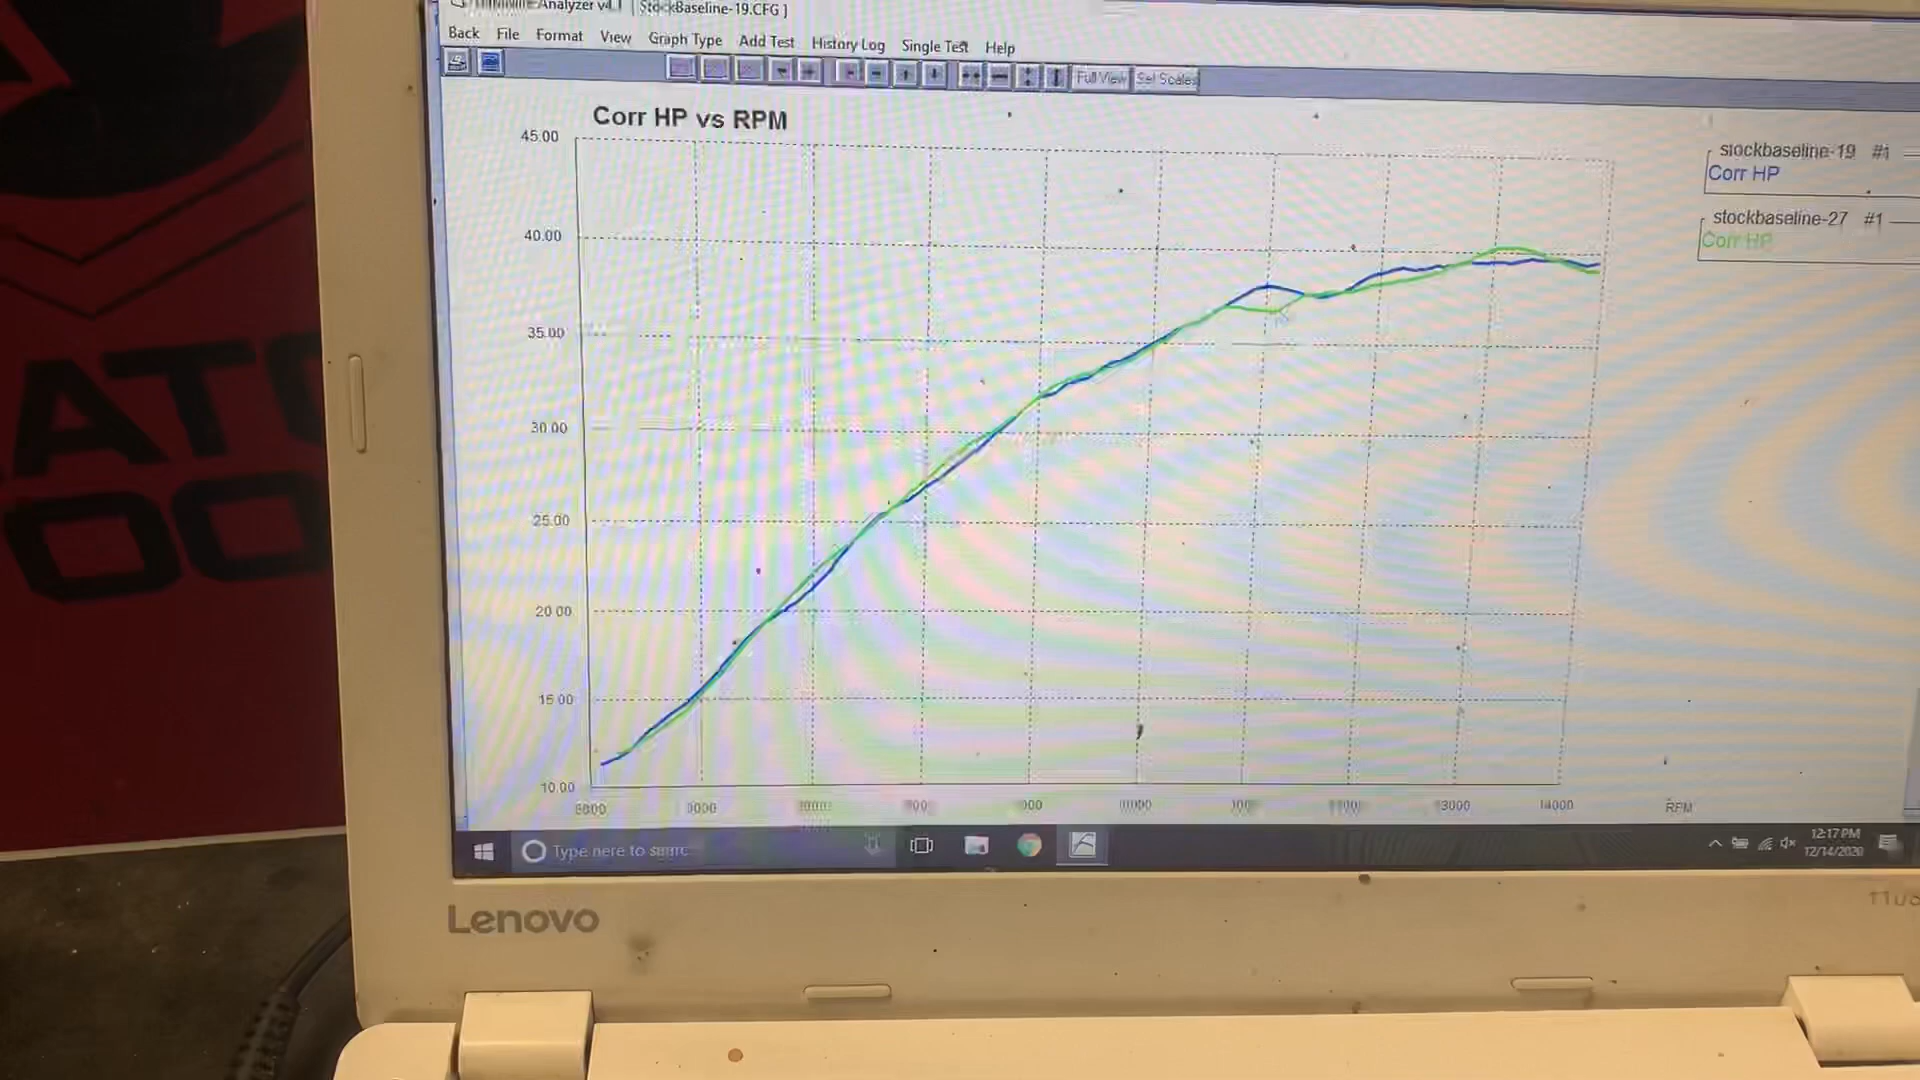 Analyzer v4.1 [ StockBaseline-19.CFG ]
Back File Format View Graph Type Add Test History Log Single Test Help
Full View Set Scales
Corr HP vs RPM
stockbaseline-19 #1
Corr HP
stockbaseline-27 #1
Corr HP
45.00
40.00
35.00
30.00
25.00
20.00
15.00
10.00
13000 14000 RPM
Type here to searc
12:17 PM
12/14/2020
Lenovo